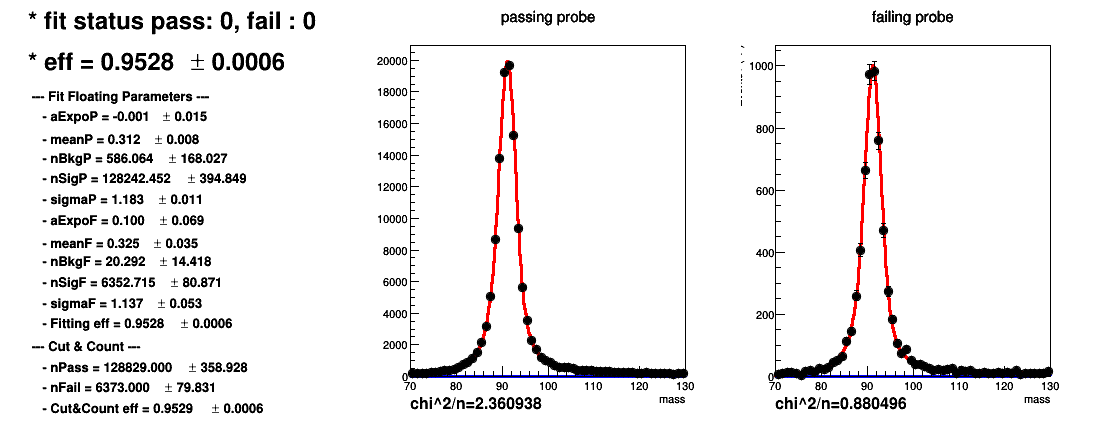 * fit status pass: 0, fail : 0
* eff = 0.9528 ± 0.0006
--- Fit Floating Parameters ---
- aExpoP = -0.001 ± 0.015
- meanP = 0.312 ± 0.008
- nBkgP = 586.064 ± 168.027
- nSigP = 128242.452 ± 394.849
- sigmaP = 1.183 ± 0.011
- aExpoF = 0.100 ± 0.069
- meanF = 0.325 ± 0.035
- nBkgF = 20.292 ± 14.418
- nSigF = 6352.715 ± 80.871
- sigmaF = 1.137 ± 0.053
- Fitting eff = 0.9528 ± 0.0006
--- Cut & Count ---
- nPass = 128829.000 ± 358.928
- nFail = 6373.000 ± 79.831
- Cut&Count eff = 0.9529 ± 0.0006
passing probe
20000
18000
16000
14000
12000
10000
8000
6000
4000
2000
0
70 80 90 100 110 120 130
mass
chi^2/n=2.360938
failing probe
1000
800
600
400
200
0
70 80 90 100 110 120 130
mass
chi^2/n=0.880496